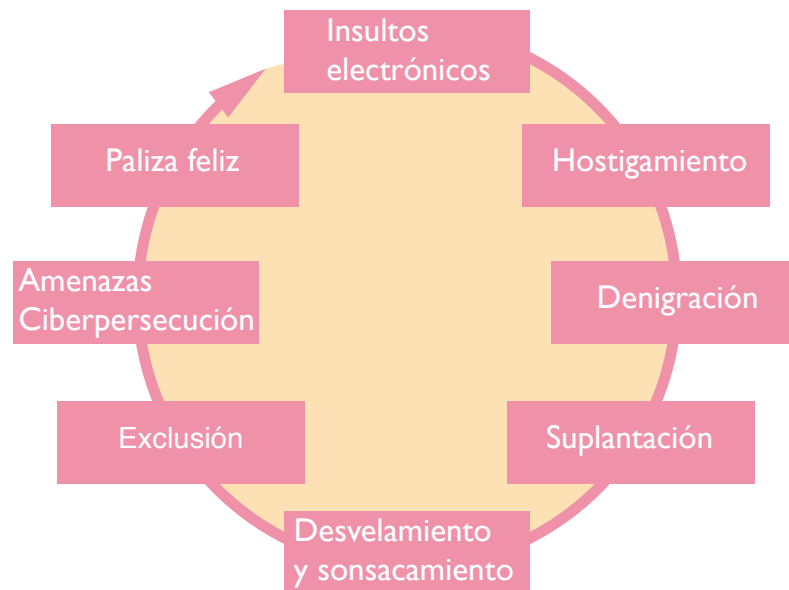 Insultos
electrónicos
Hostigamiento
Denigración
Suplantación
Desvelamiento
y sonsacamiento
Exclusión
Amenazas
Ciberpersecución
Paliza feliz